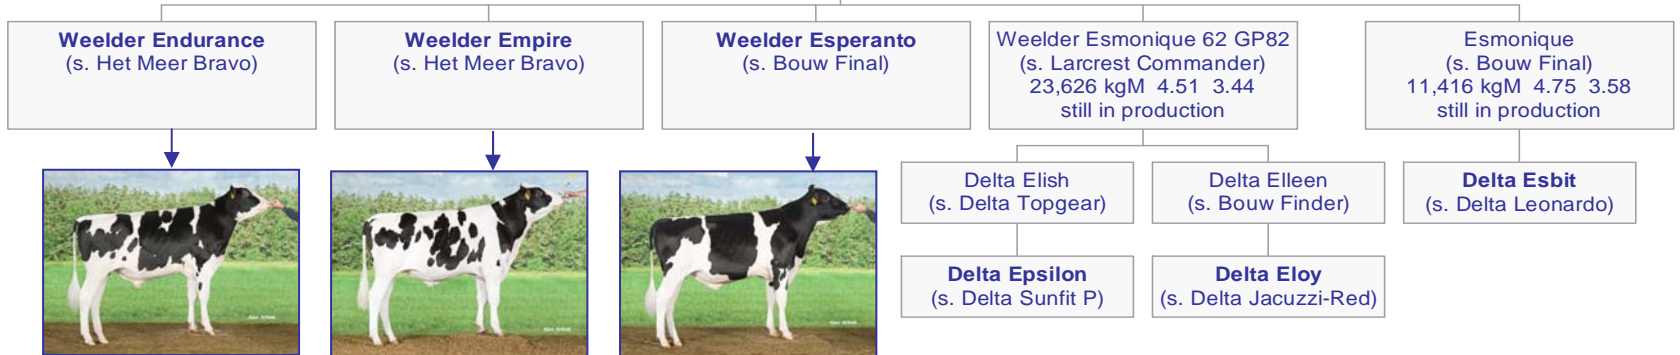 Weelder Endurance
(s. Het Meer Bravo)
Weelder Empire
(s. Het Meer Bravo)
Weelder Esperanto
(s. Bouw Final)
Weelder Esmonique 62 GP82
(s. Larcrest Commander)
23,626 kgM 4.51 3.44
still in production
Esmonique
(s. Bouw Final)
11,416 kgM 4.75 3.58
still in production
Delta Elish
(s. Delta Topgear)
Delta Elleen
(s. Bouw Finder)
Delta Esbit
(s. Delta Leonardo)
Delta Epsilon
(s. Delta Sunfit P)
Delta Eloy
(s. Delta Jacuzzi-Red)